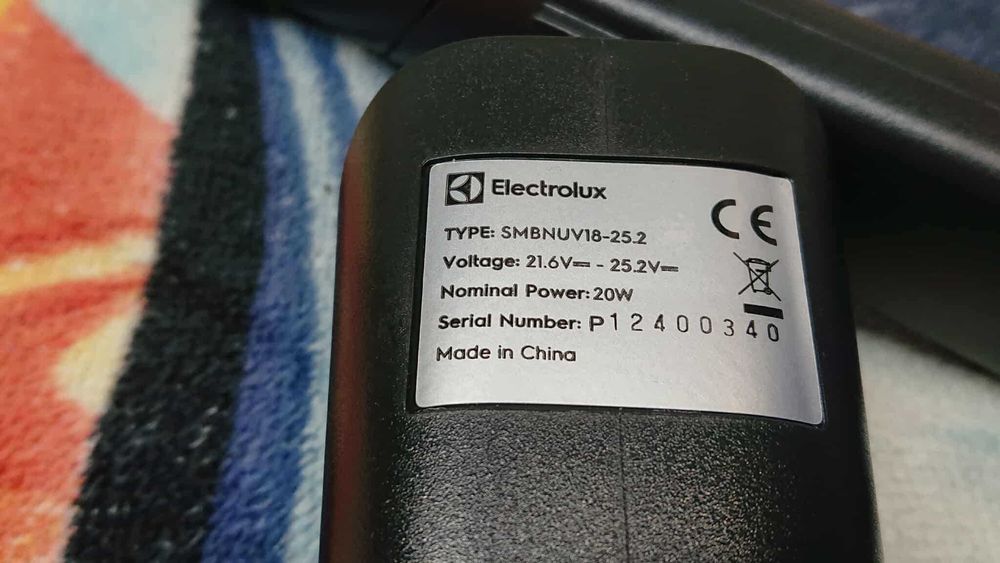 Electrolux
CE
TYPE: SMBNUV18-25.2
Voltage: 21.6V⎓ - 25.2V⎓
Nominal Power: 20W
Serial Number: P12400340
Made in China